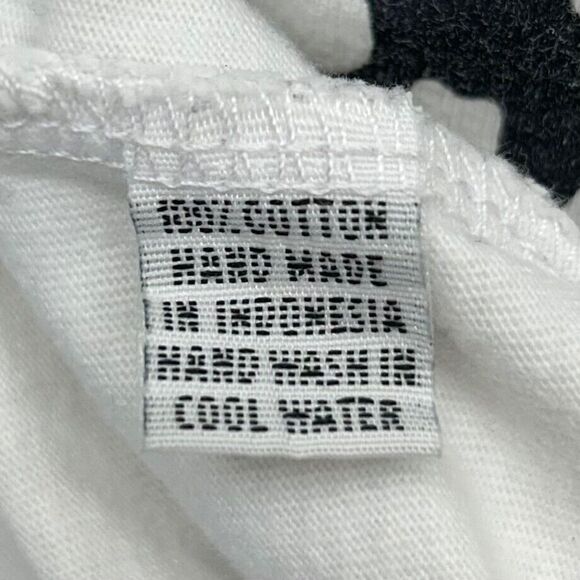 100% COTTON
HAND MADE
IN INDONESIA
HAND WASH IN
COOL WATER